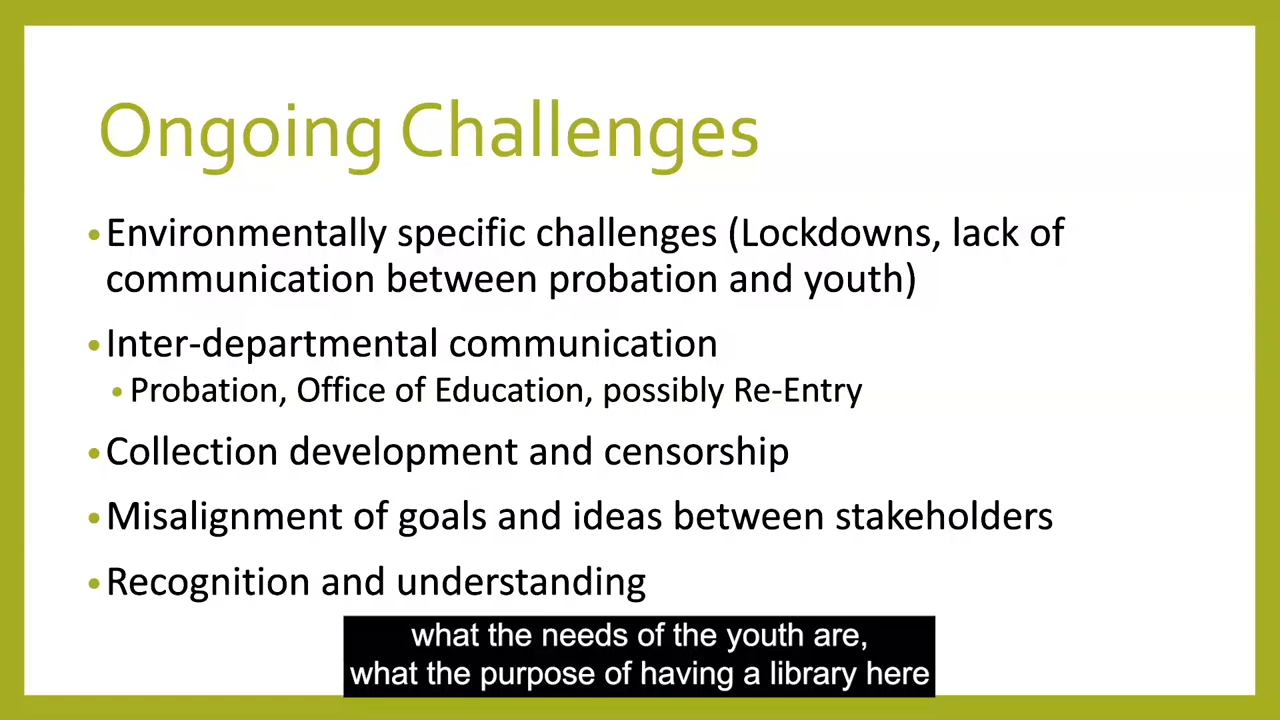 Ongoing Challenges
•Environmentally specific challenges (Lockdowns, lack of
communication between probation and youth)
•Inter-departmental communication
•Probation, Office of Education, possibly Re-Entry
•Collection development and censorship
•Misalignment of goals and ideas between stakeholders
•Recognition and understanding
what the needs of the youth are,
what the purpose of having a library here